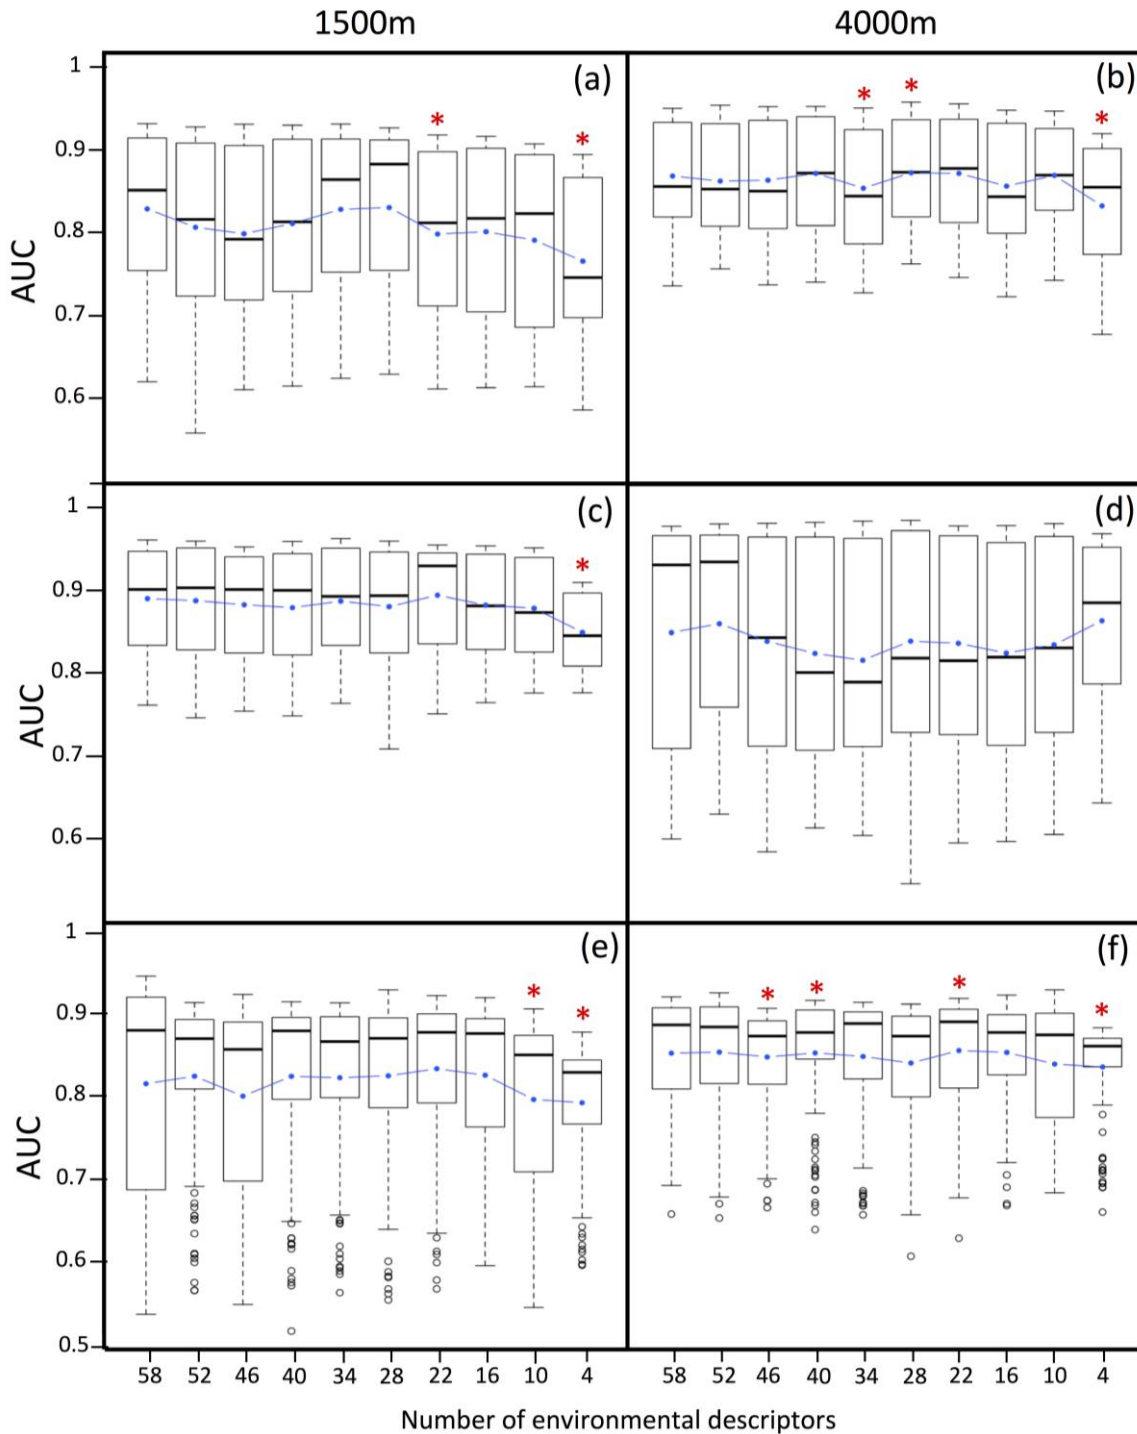 1500m 4000m
(a) (b)
1
0.9
0.8
0.7
0.6
AUC
* *
* * *
(c) (d)
1
0.9
0.8
0.7
0.6
AUC
*
(e) (f)
1
0.9
0.8
0.7
0.6
0.5
AUC
* *
* * * *
58 52 46 40 34 28 22 16 10 4 58 52 46 40 34 28 22 16 10 4
Number of environmental descriptors